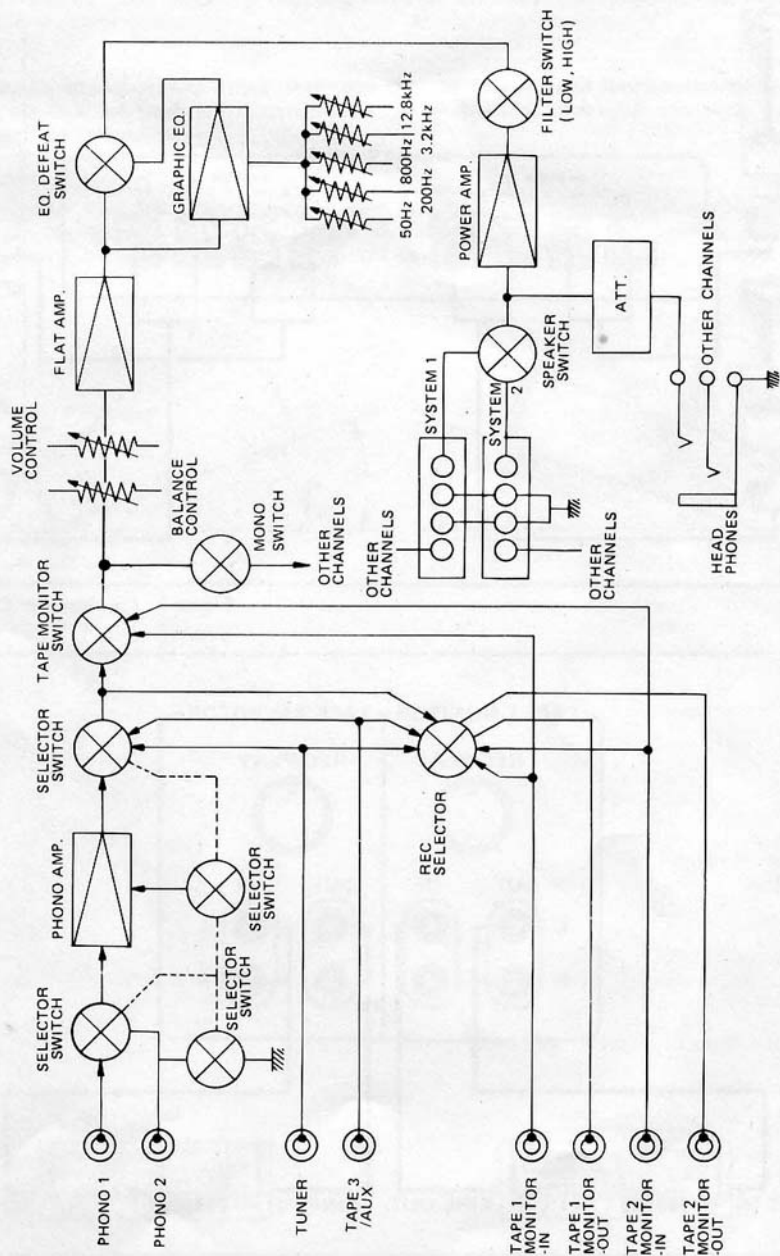 PHONO 1
PHONO 2
TUNER
TAPE 3
/AUX
TAPE 1
MONITOR
-IN
TAPE 1
MONITOR
-OUT
TAPE 2
MONITOR
-IN
TAPE 2
MONITOR
-OUT
SELECTOR
SWITCH
SELECTOR
SWITCH
PHONO AMP.
SELECTOR
SWITCH
SELECTOR
SWITCH
REC
SELECTOR
TAPE MONITOR
SWITCH
MONO
SWITCH
OTHER
CHANNELS
BALANCE
CONTROL
VOLUME
CONTROL
FLAT AMP.
EQ. DEFEAT
SWITCH
GRAPHIC EQ.
50Hz
200Hz
800Hz
3.2kHz
12.8kHz
FILTER SWITCH
(LOW, HIGH)
POWER AMP.
SPEAKER
SWITCH
SYSTEM 1
SYSTEM
2
OTHER
CHANNELS
OTHER
CHANNELS
ATT.
OTHER CHANNELS
HEAD
PHONES